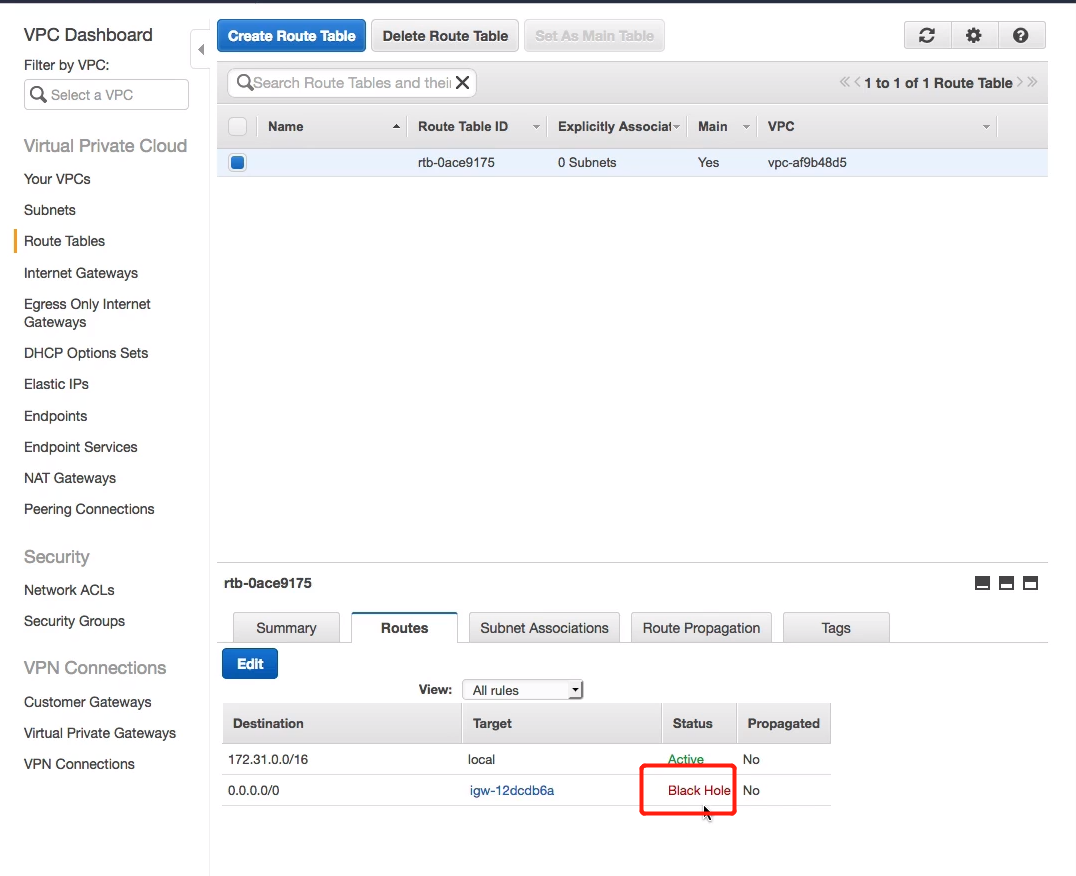 VPC Dashboard
Filter by VPC:
Select a VPC
Virtual Private Cloud
Your VPCs
Subnets
Route Tables
Internet Gateways
Egress Only Internet
Gateways
DHCP Options Sets
Elastic IPs
Endpoints
Endpoint Services
NAT Gateways
Peering Connections
Security
Network ACLs
Security Groups
VPN Connections
Customer Gateways
Virtual Private Gateways
VPN Connections
Create Route Table Delete Route Table Set As Main Table
Search Route Tables and thei 1 to 1 of 1 Route Table
Name Route Table ID Explicitly Associat Main VPC
rtb-0ace9175 0 Subnets Yes vpc-af9b48d5
rtb-0ace9175
Summary Routes Subnet Associations Route Propagation Tags
Edit
View: All rules
Destination Target Status Propagated
172.31.0.0/16 local Active No
0.0.0.0/0 igw-12dcdb6a Black Hole No